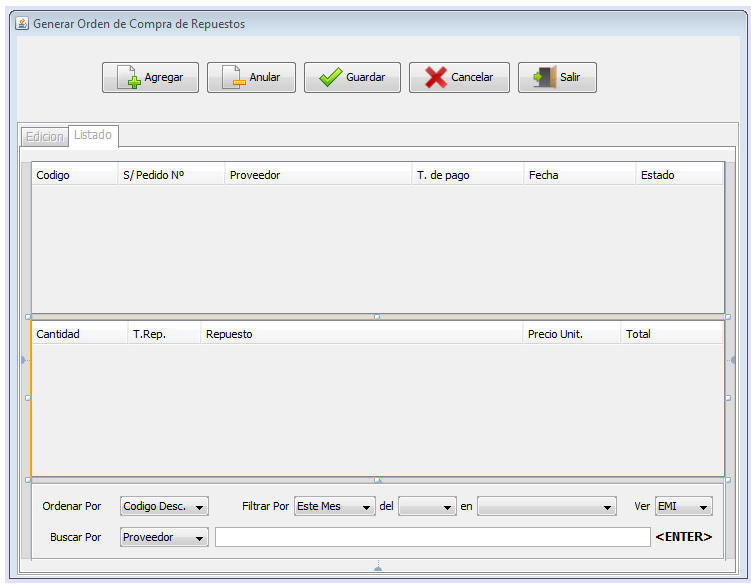 Generar Orden de Compra de Repuestos
Agregar Anular Guardar Cancelar Salir
Edicion Listado
Codigo S/Pedido Nº Proveedor T. de pago Fecha Estado
Cantidad T.Rep. Repuesto Precio Unit. Total
Ordenar Por Codigo Desc. Filtrar Por Este Mes del en Ver EMI
Buscar Por Proveedor <ENTER>